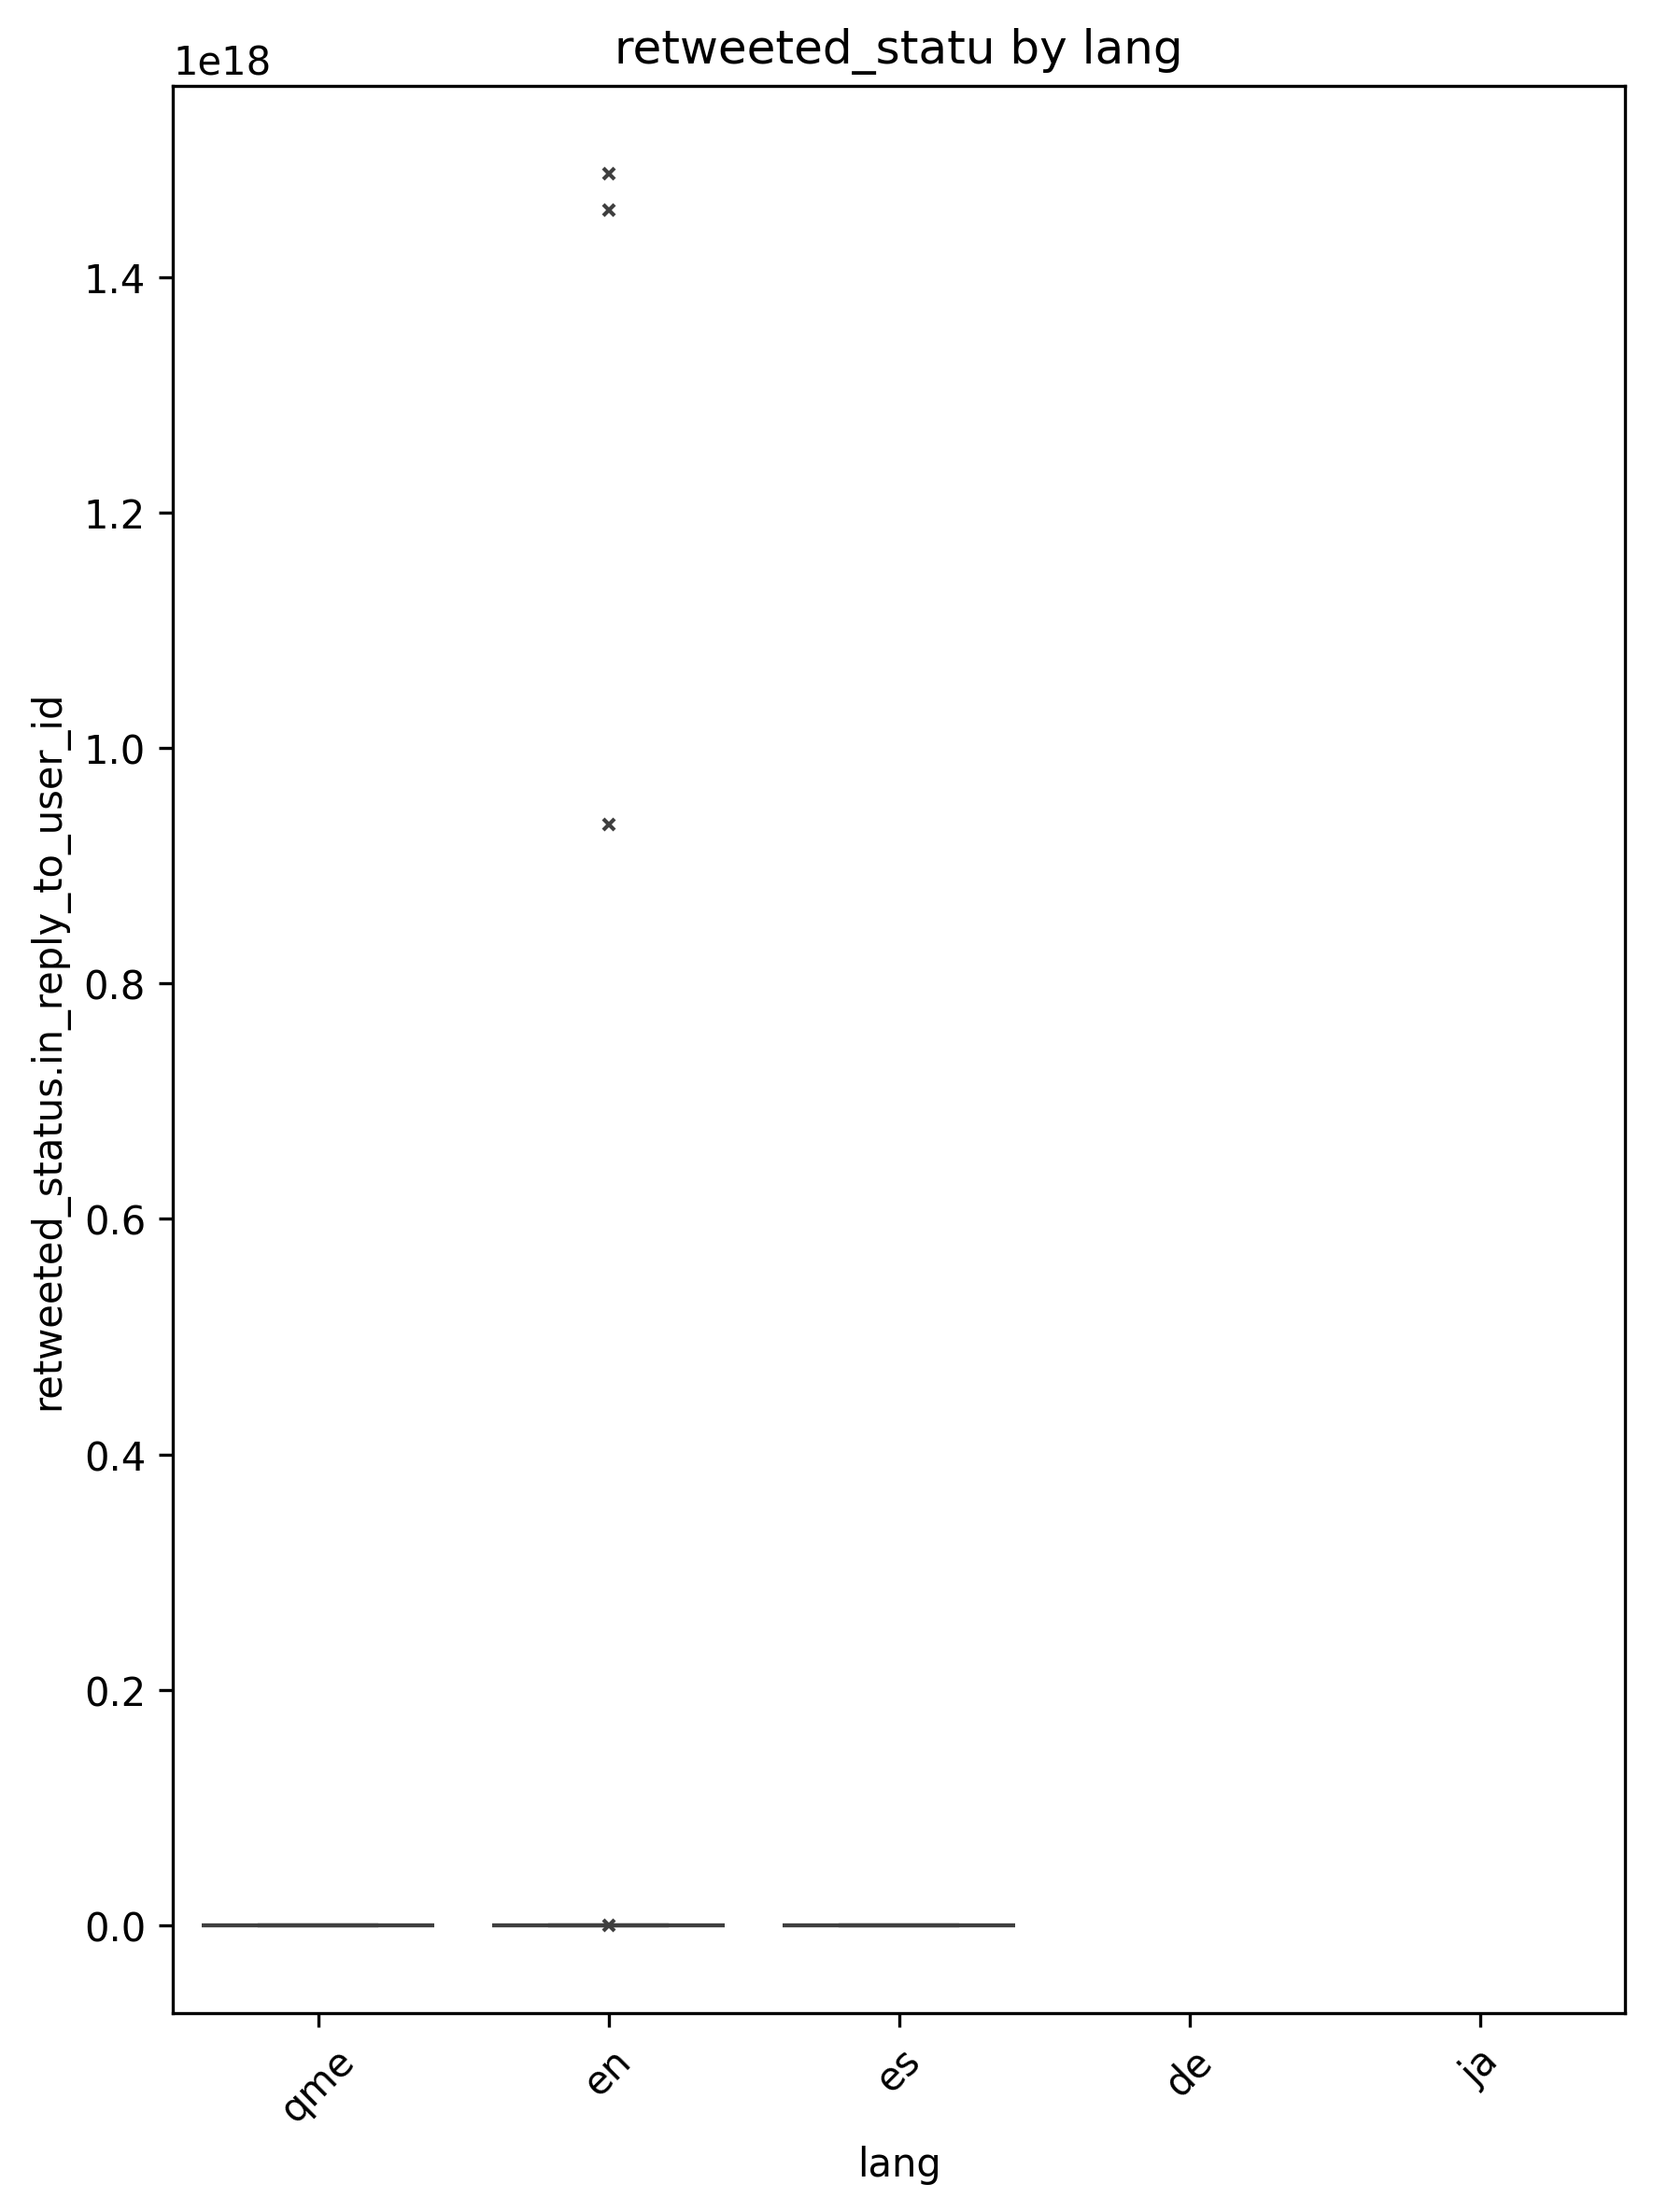 retweeted_statu by lang
1e18
1.4
1.2
1.0
0.8
0.6
0.4
0.2
0.0
retweeted_status.in_reply_to_user_id
qme
en
es
de
ja
lang